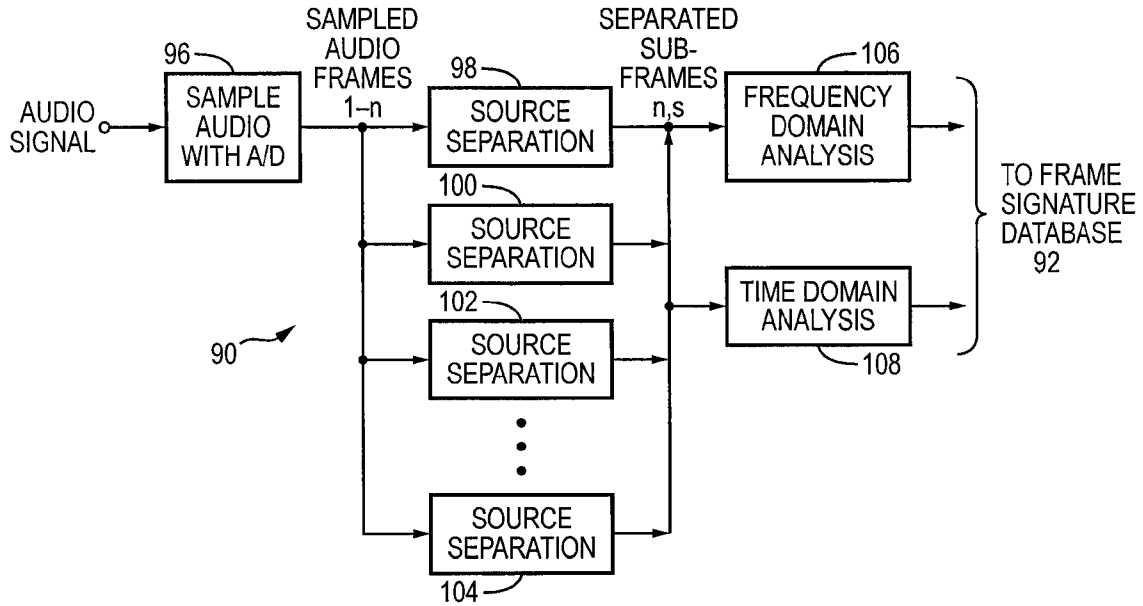 AUDIO
SIGNAL
96
SAMPLE
AUDIO
WITH A/D
SAMPLED
AUDIO
FRAMES
1–n
98
SOURCE
SEPARATION
100
SOURCE
SEPARATION
102
SOURCE
SEPARATION
SOURCE
SEPARATION
104
SEPARATED
SUB-
FRAMES
n,s
106
FREQUENCY
DOMAIN
ANALYSIS
TIME DOMAIN
ANALYSIS
108
TO FRAME
SIGNATURE
DATABASE
92
90